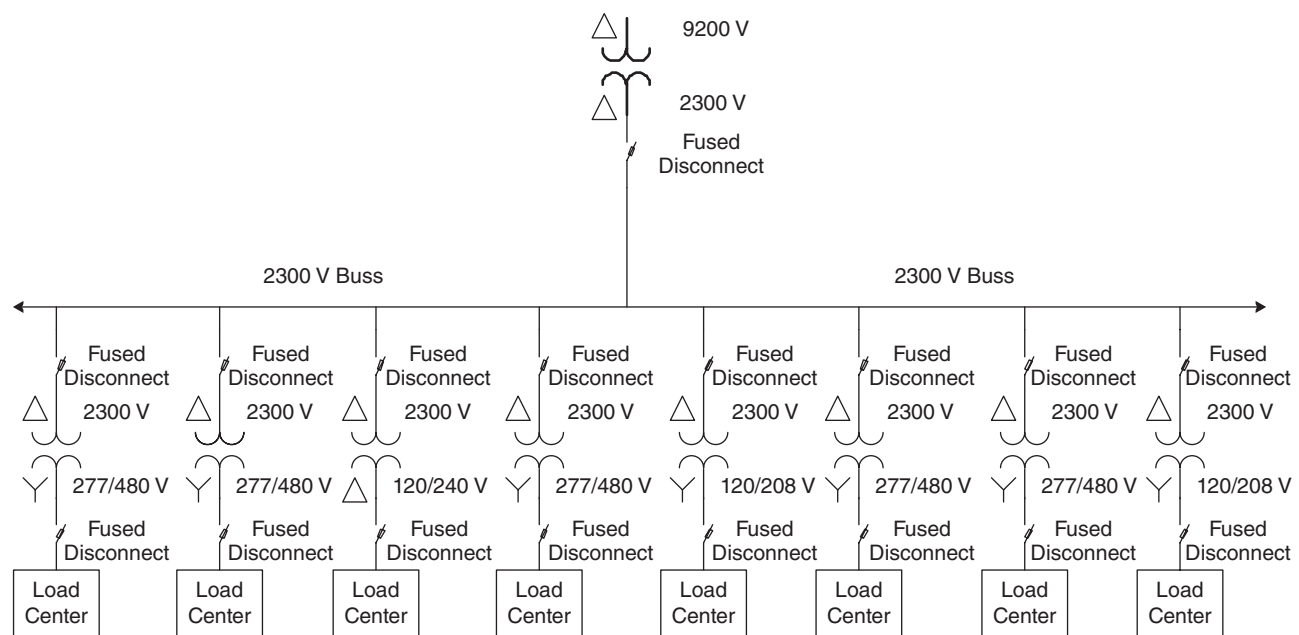 9200 V
2300 V
Fused
Disconnect
2300 V Buss
2300 V Buss
Fused
Disconnect
Fused
Disconnect
Fused
Disconnect
Fused
Disconnect
Fused
Disconnect
Fused
Disconnect
Fused
Disconnect
Fused
Disconnect
2300 V
2300 V
2300 V
2300 V
2300 V
2300 V
2300 V
2300 V
277/480 V
277/480 V
120/240 V
277/480 V
120/208 V
277/480 V
277/480 V
120/208 V
Fused
Disconnect
Fused
Disconnect
Fused
Disconnect
Fused
Disconnect
Fused
Disconnect
Fused
Disconnect
Fused
Disconnect
Fused
Disconnect
Load
Center
Load
Center
Load
Center
Load
Center
Load
Center
Load
Center
Load
Center
Load
Center